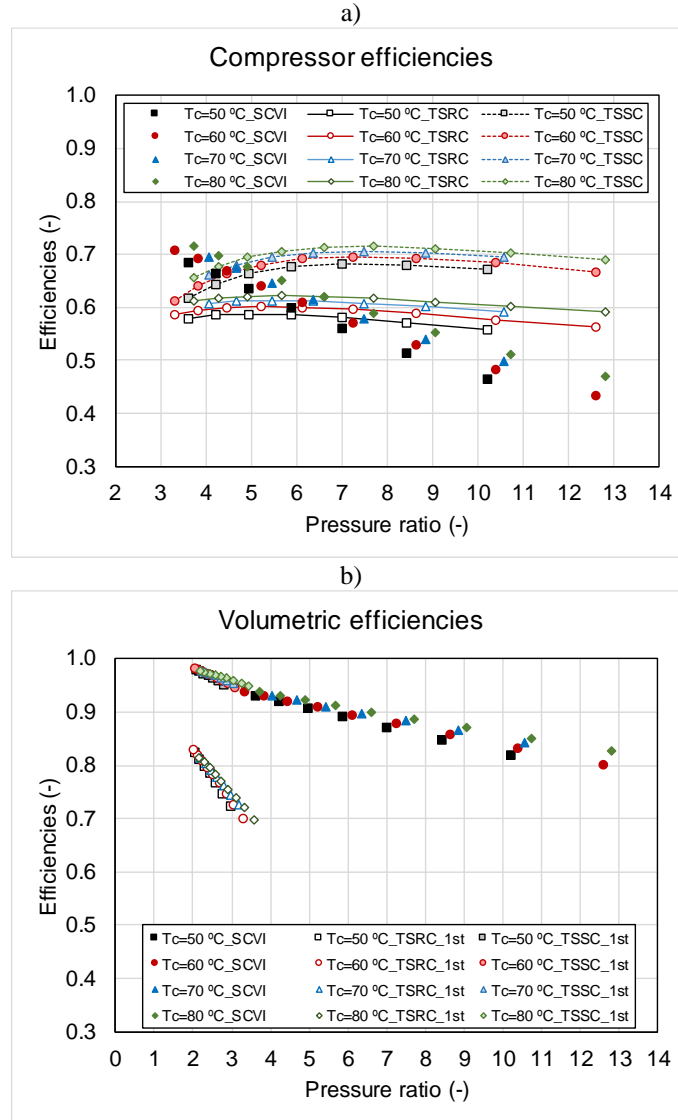 a)
Compressor efficiencies
1.0
0.9
0.8
0.7
0.6
0.5
0.4
0.3
Efficiencies (-)
Tc=50 ºC_SCVI Tc=50 ºC_TSRC Tc=50 ºC_TSSC
Tc=60 ºC_SCVI Tc=60 ºC_TSRC Tc=60 ºC_TSSC
Tc=70 ºC_SCVI Tc=70 ºC_TSRC Tc=70 ºC_TSSC
Tc=80 ºC_SCVI Tc=80 ºC_TSRC Tc=80 ºC_TSSC
2 3 4 5 6 7 8 9 10 11 12 13 14
Pressure ratio (-)
b)
Volumetric efficiencies
1.0
0.9
0.8
0.7
0.6
0.5
0.4
0.3
Efficiencies (-)
Tc=50 ºC_SCVI Tc=50 ºC_TSRC_1st Tc=50 ºC_TSSC_1st
Tc=60 ºC_SCVI Tc=60 ºC_TSRC_1st Tc=60 ºC_TSSC_1st
Tc=70 ºC_SCVI Tc=70 ºC_TSRC_1st Tc=70 ºC_TSSC_1st
Tc=80 ºC_SCVI Tc=80 ºC_TSRC_1st Tc=80 ºC_TSSC_1st
0 1 2 3 4 5 6 7 8 9 10 11 12 13 14
Pressure ratio (-)